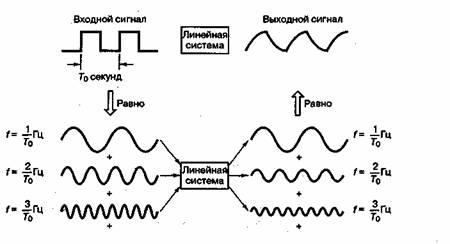 Входной сигнал
Выходной сигнал
Линейная
система
T₀ секунд
Равно
Равно
f = 1/T₀ Гц
f = 1/T₀ Гц
+
+
f = 2/T₀ Гц
Линейная
система
f = 2/T₀ Гц
+
+
f = 3/T₀ Гц
f = 3/T₀ Гц
+
+